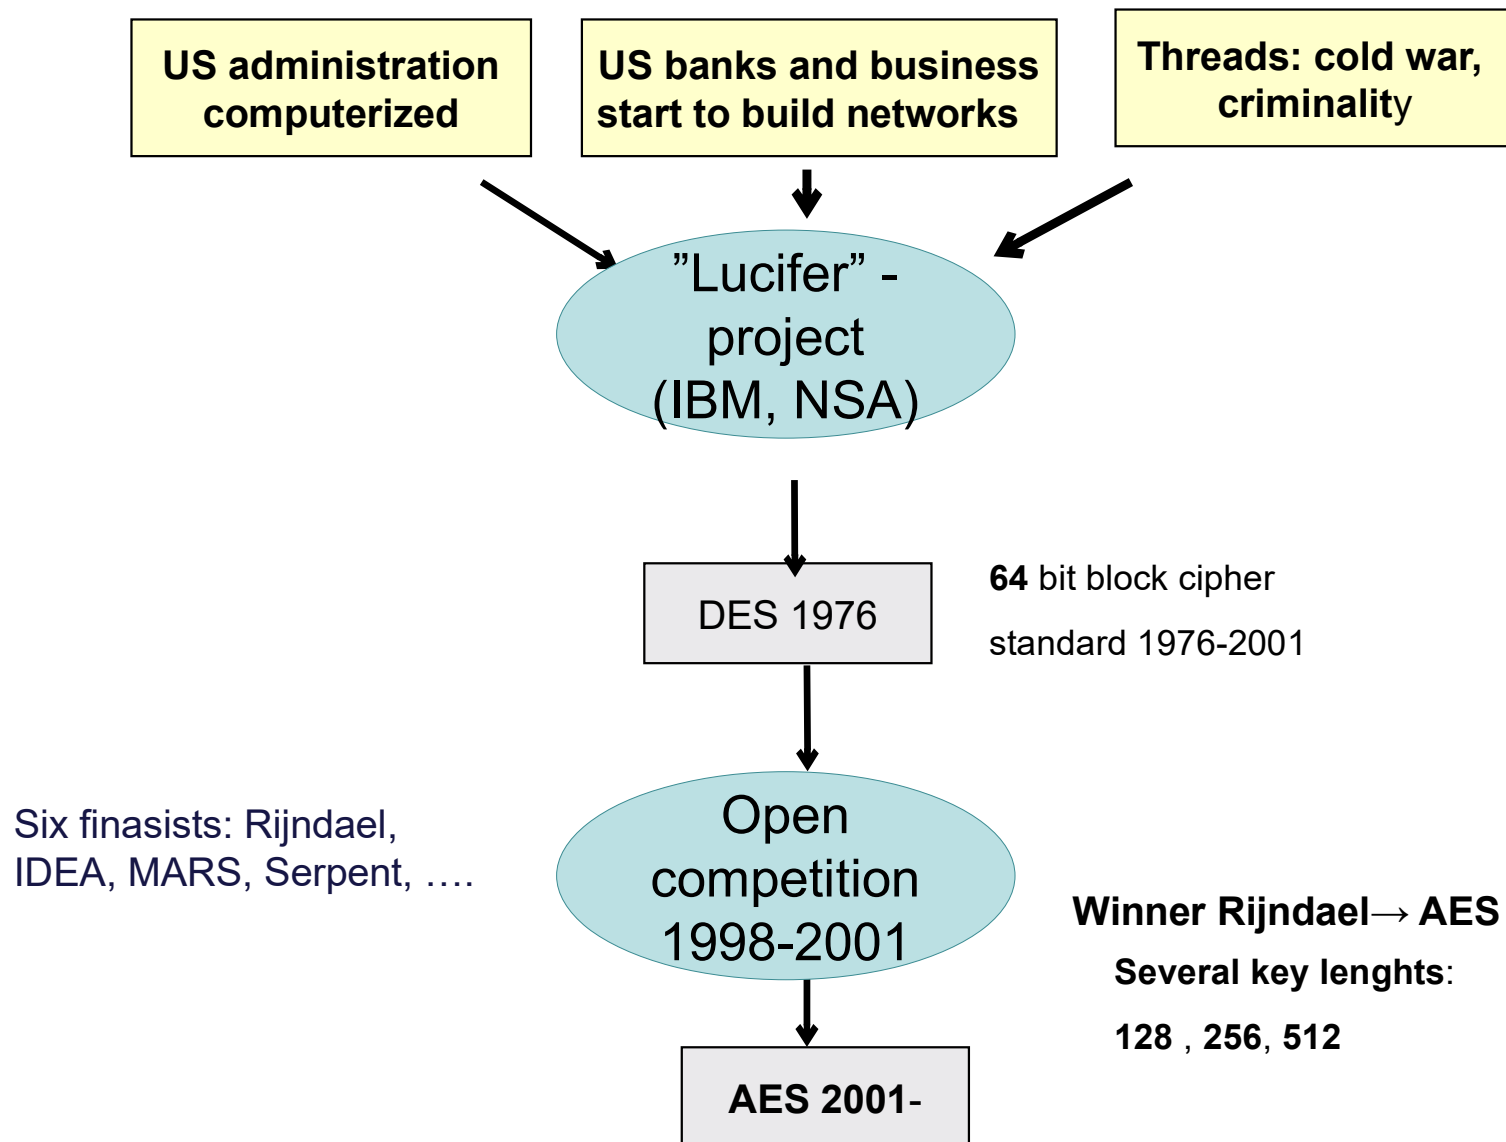 US administration
computerized
US banks and business
start to build networks
Threads: cold war,
criminality
”Lucifer” -
project
(IBM, NSA)
DES 1976
64 bit block cipher
standard 1976-2001
Six finasists: Rijndael,
IDEA, MARS, Serpent, ….
Open
competition
1998-2001
Winner Rijndael→ AES
Several key lenghts:
128 , 256, 512
AES 2001-